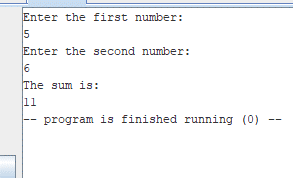 Enter the first number:
5
Enter the second number:
6
The sum is:
11
-- program is finished running (0) --